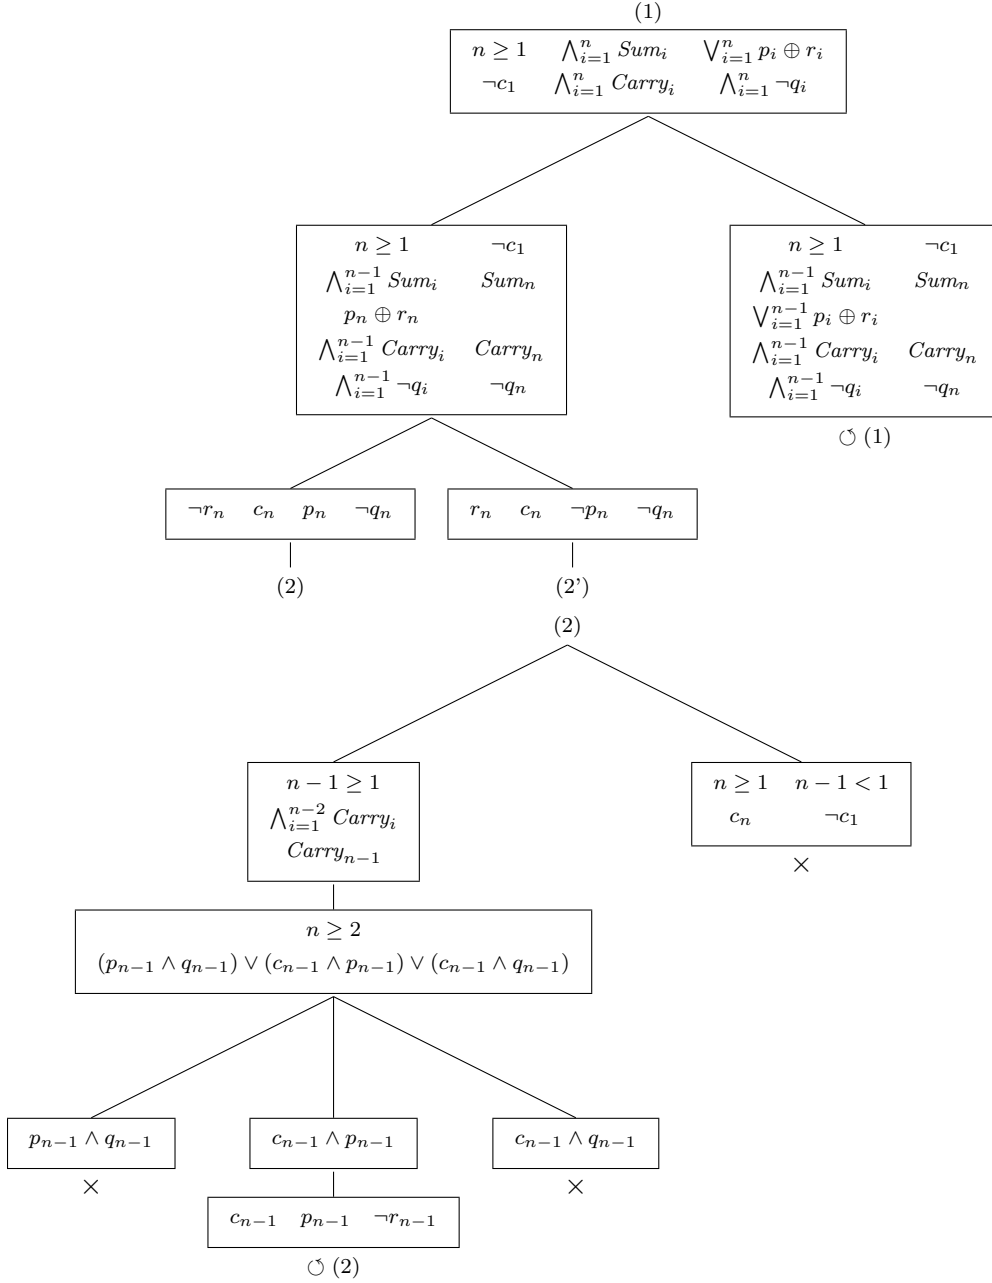 (1)
n ≥ 1 ⋀_{i=1}^{n} Sum_i ⋁_{i=1}^{n} p_i ⊕ r_i
¬c_1 ⋀_{i=1}^{n} Carry_i ⋀_{i=1}^{n} ¬q_i
n ≥ 1 ¬c_1
⋀_{i=1}^{n-1} Sum_i Sum_n
p_n ⊕ r_n
⋀_{i=1}^{n-1} Carry_i Carry_n
⋀_{i=1}^{n-1} ¬q_i ¬q_n
n ≥ 1 ¬c_1
⋀_{i=1}^{n-1} Sum_i Sum_n
⋁_{i=1}^{n-1} p_i ⊕ r_i
⋀_{i=1}^{n-1} Carry_i Carry_n
⋀_{i=1}^{n-1} ¬q_i ¬q_n
↺ (1)
¬r_n c_n p_n ¬q_n
(2)
r_n c_n ¬p_n ¬q_n
(2')
(2)
n − 1 ≥ 1
⋀_{i=1}^{n-2} Carry_i
Carry_{n-1}
n ≥ 1 n − 1 < 1
c_n ¬c_1
×
n ≥ 2
(p_{n-1} ∧ q_{n-1}) ∨ (c_{n-1} ∧ p_{n-1}) ∨ (c_{n-1} ∧ q_{n-1})
p_{n-1} ∧ q_{n-1}
×
c_{n-1} ∧ p_{n-1}
c_{n-1} p_{n-1} ¬r_{n-1}
↺ (2)
c_{n-1} ∧ q_{n-1}
×